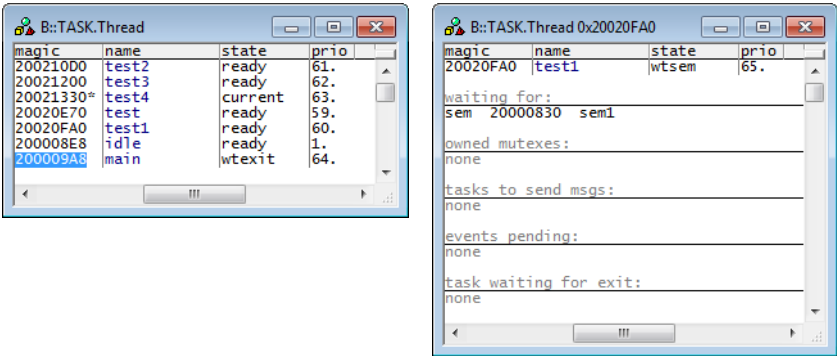 B::TASK.Thread
magic name state prio
200210D0 test2 ready 61.
20021200 test3 ready 62.
20021330* test4 current 63.
20020E70 test ready 59.
20020FA0 test1 ready 60.
200008E8 idle ready 1.
200009A8 main wtexit 64.
B::TASK.Thread 0x20020FA0
magic name state prio
20020FA0 test1 wtsem 65.
waiting for:
sem 20000830 sem1
owned mutexes:
none
tasks to send msgs:
none
events pending:
none
task waiting for exit:
none